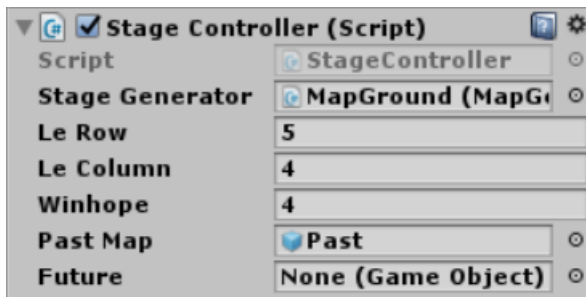 Stage Controller (Script)
Script StageController
Stage Generator MapGround (MapGe
Le Row 5
Le Column 4
Winhope 4
Past Map Past
Future None (Game Object)